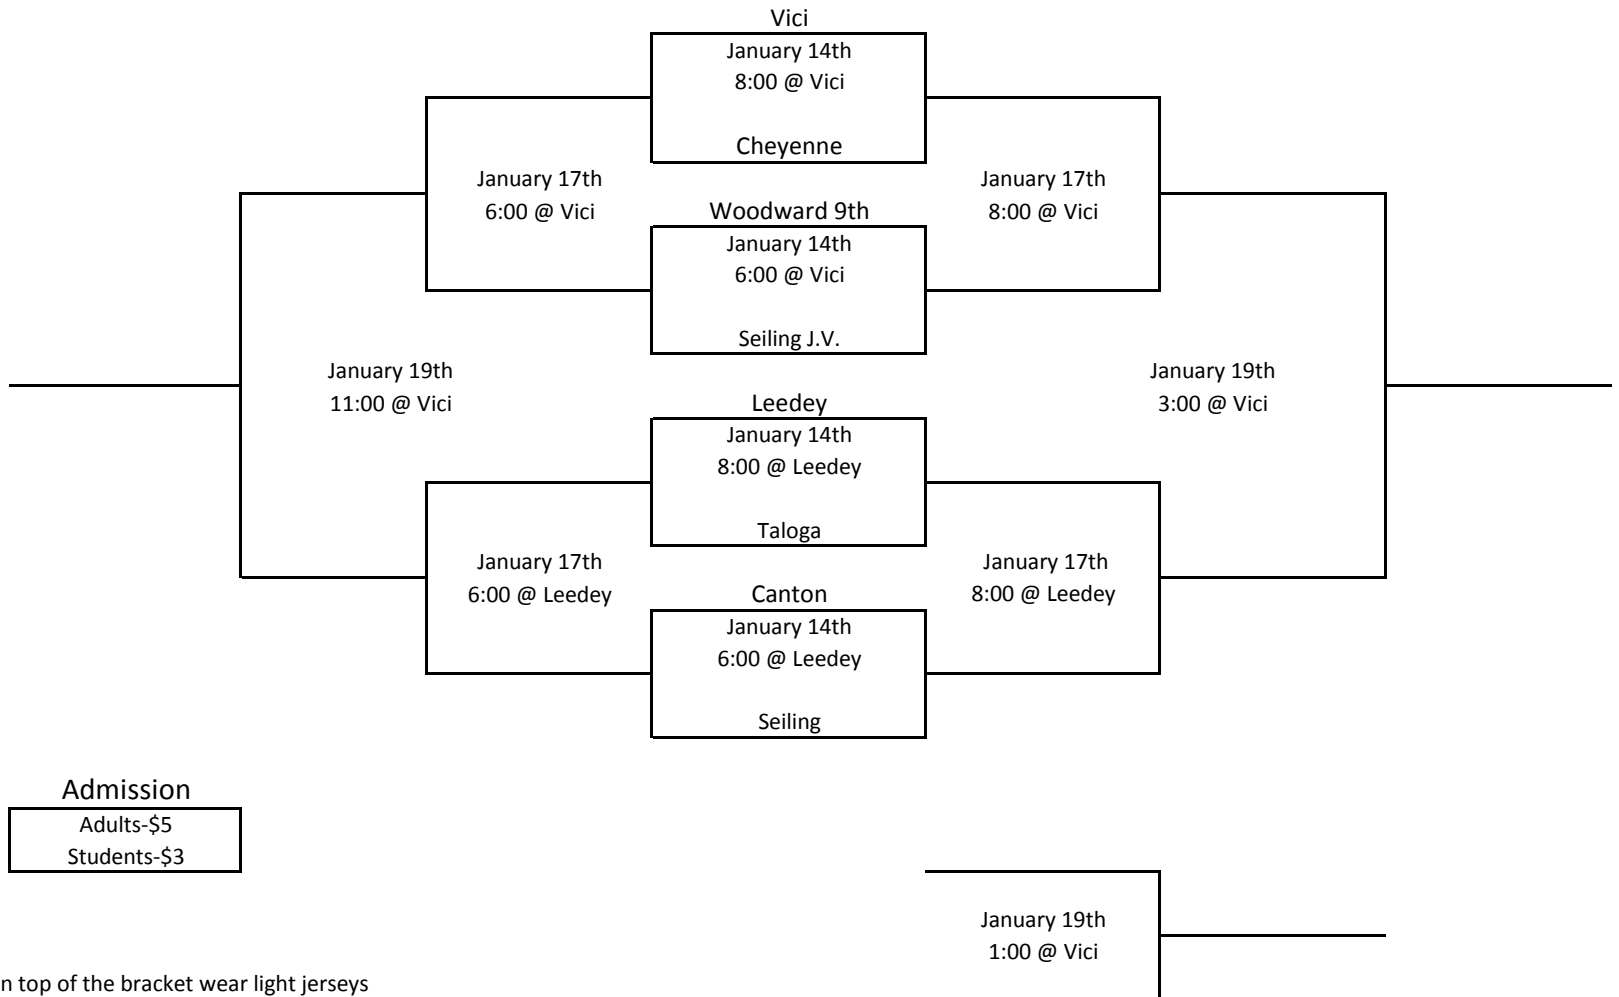 Vici
January 14th
8:00 @ Vici
Cheyenne
January 17th
6:00 @ Vici
January 17th
8:00 @ Vici
Woodward 9th
January 14th
6:00 @ Vici
Seiling J.V.
January 19th
11:00 @ Vici
January 19th
3:00 @ Vici
Leedey
January 14th
8:00 @ Leedey
Taloga
January 17th
6:00 @ Leedey
January 17th
8:00 @ Leedey
Canton
January 14th
6:00 @ Leedey
Seiling
Admission
Adults-$5
Students-$3
January 19th
1:00 @ Vici
n top of the bracket wear light jerseys